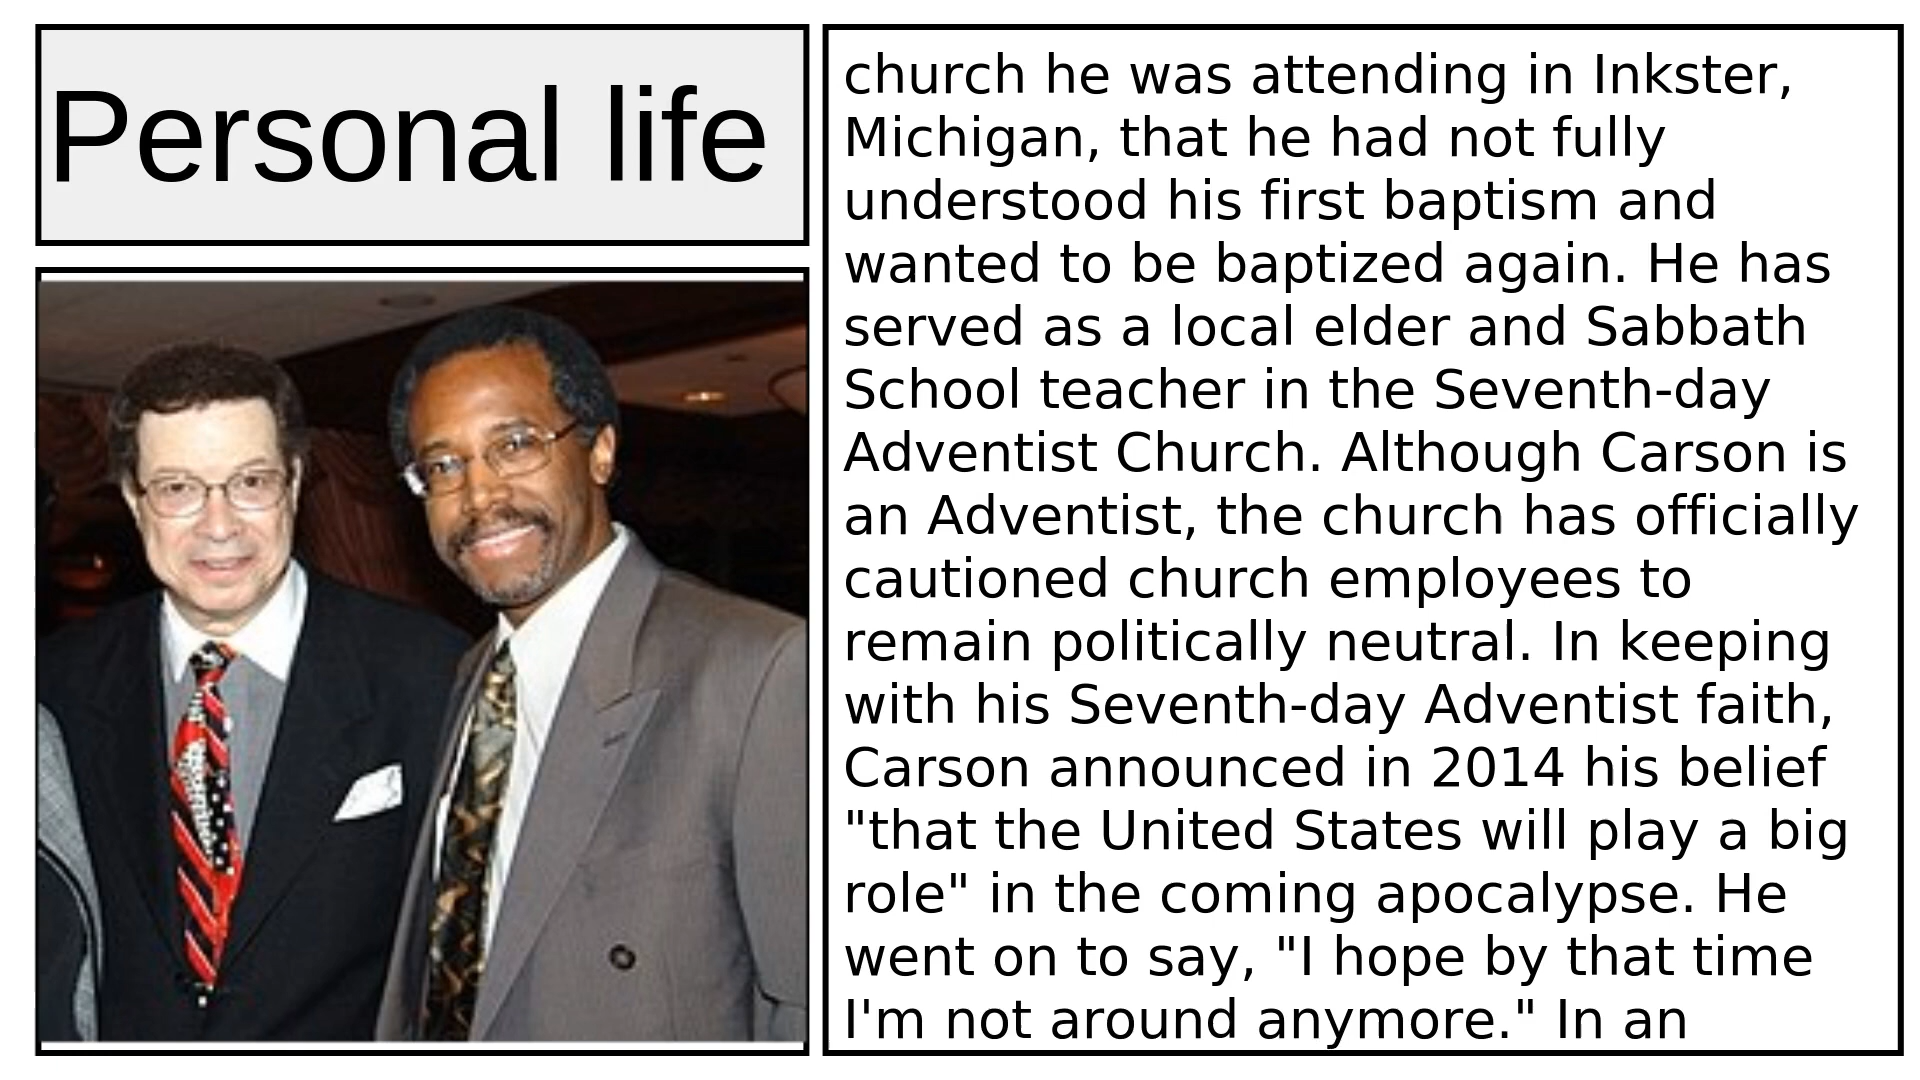 Personal life
church he was attending in Inkster,
Michigan, that he had not fully
understood his first baptism and
wanted to be baptized again. He has
served as a local elder and Sabbath
School teacher in the Seventh-day
Adventist Church. Although Carson is
an Adventist, the church has officially
cautioned church employees to
remain politically neutral. In keeping
with his Seventh-day Adventist faith,
Carson announced in 2014 his belief
"that the United States will play a big
role" in the coming apocalypse. He
went on to say, "I hope by that time
I'm not around anymore." In an